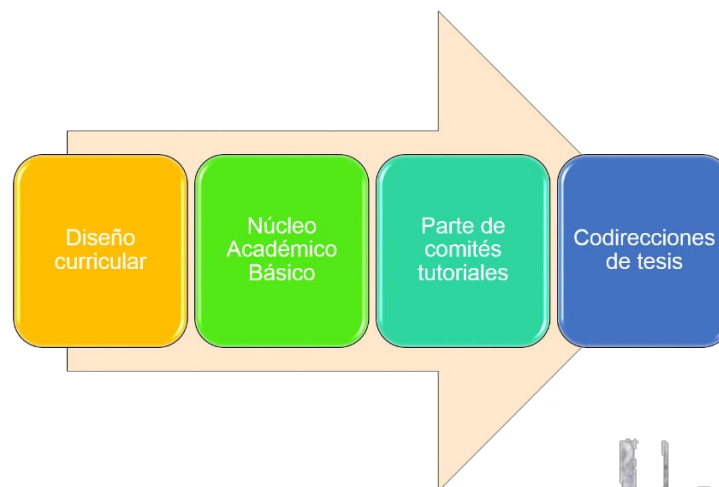 Diseño
curricular
Núcleo
Académico
Básico
Parte de
comités
tutoriales
Codirecciones
de tesis